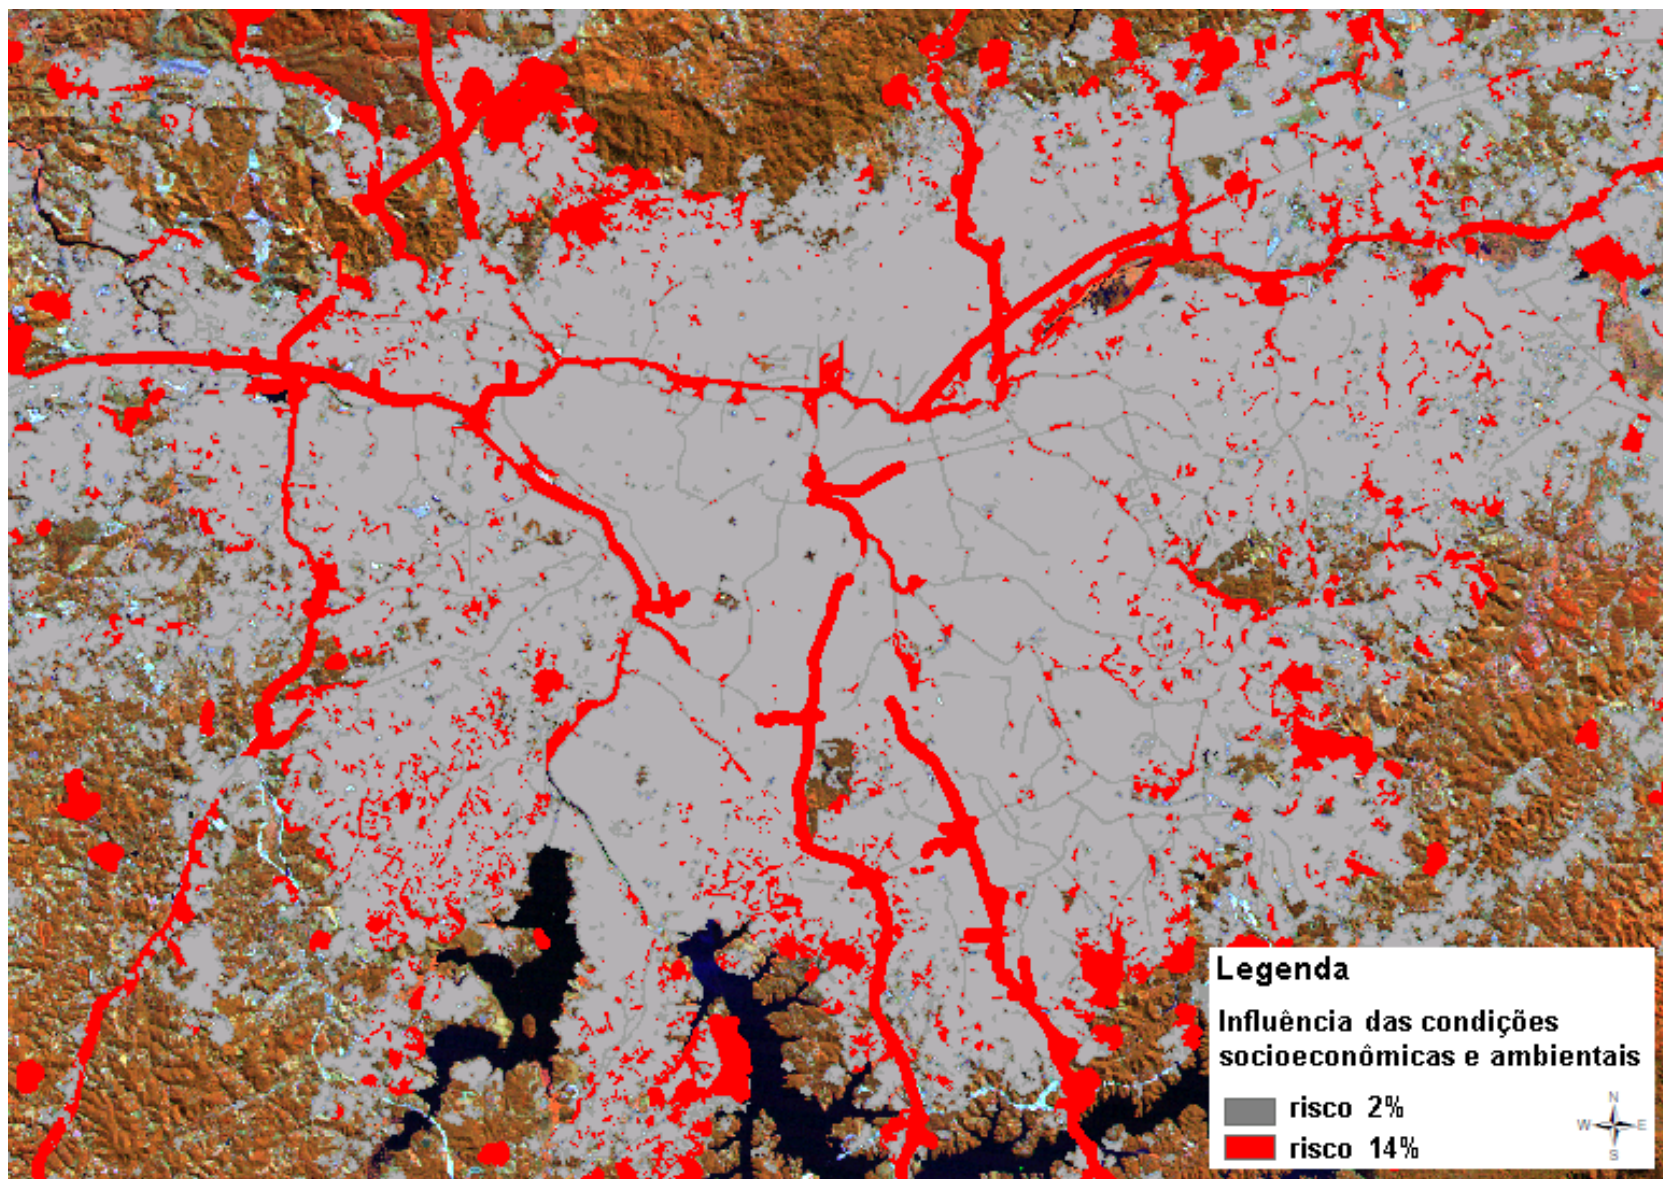 Legenda
Influência das condições
socioeconômicas e ambientais
risco 2%
risco 14%
N
W E
S